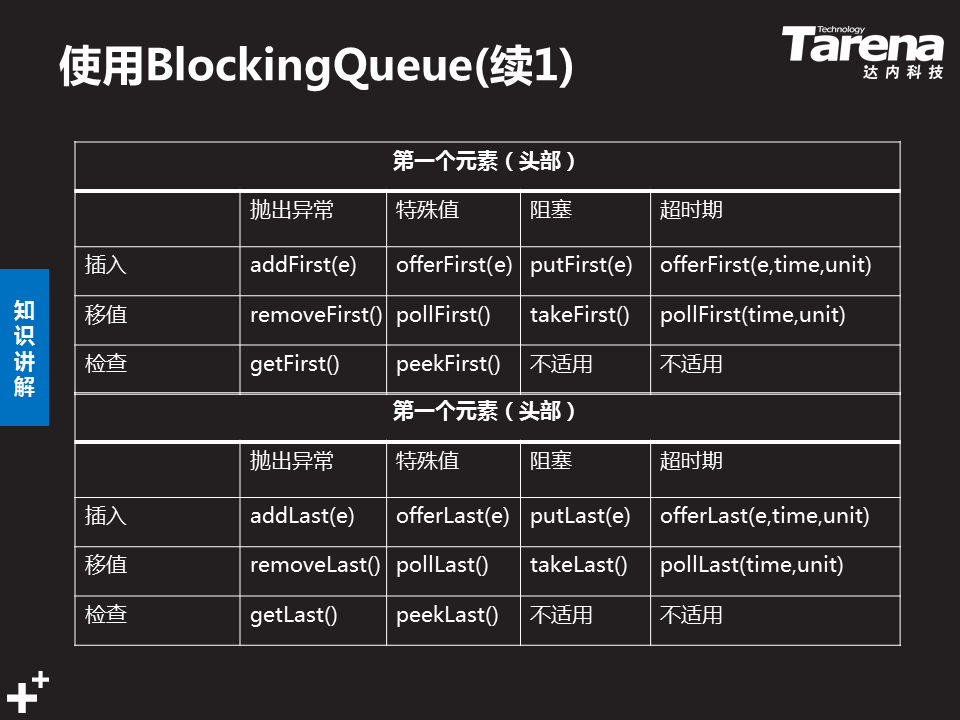 使用BlockingQueue(续1)
Technology
Tarena
达内科技
第一个元素（头部）
抛出异常 特殊值 阻塞 超时期
插入 addFirst(e) offerFirst(e) putFirst(e) offerFirst(e,time,unit)
移值 removeFirst() pollFirst() takeFirst() pollFirst(time,unit)
检查 getFirst() peekFirst() 不适用 不适用
第一个元素（头部）
抛出异常 特殊值 阻塞 超时期
插入 addLast(e) offerLast(e) putLast(e) offerLast(e,time,unit)
移值 removeLast() pollLast() takeLast() pollLast(time,unit)
检查 getLast() peekLast() 不适用 不适用
知识讲解